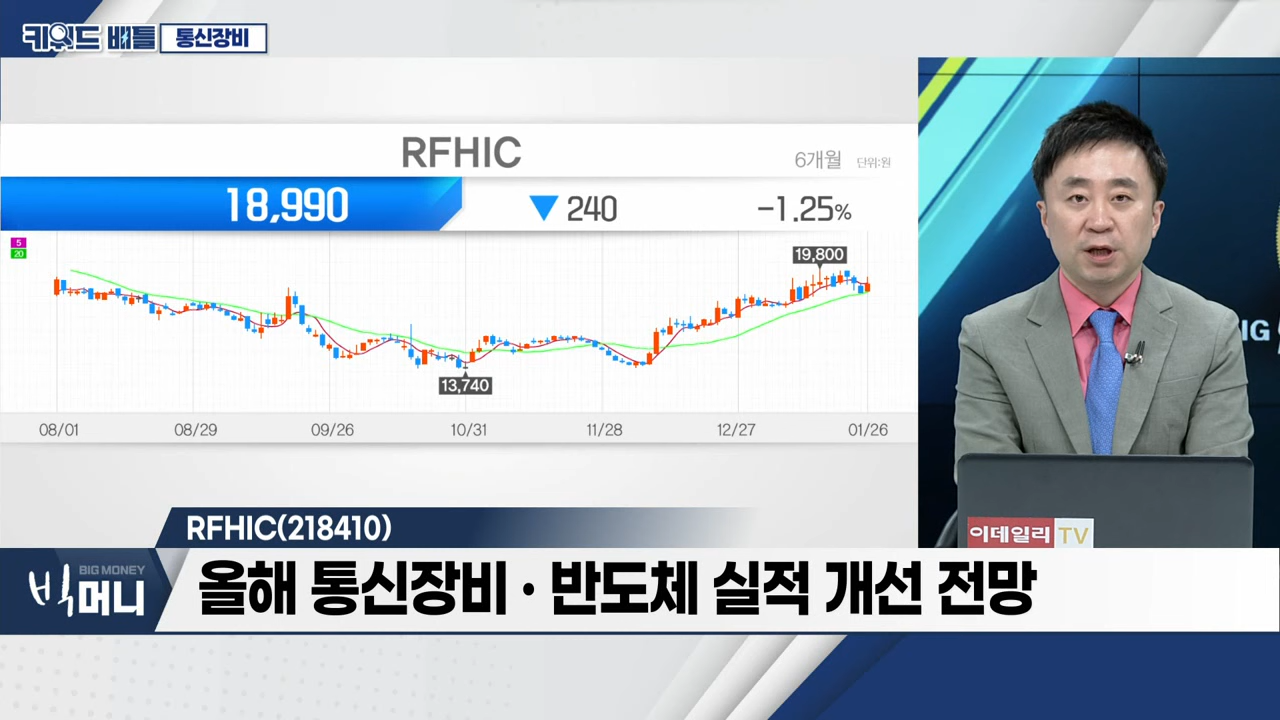 키워드 배틀 통신장비
RFHIC
6개월 단위:원
18,990 ▼ 240 -1.25%
5
20
19,800
13,740
08/01 08/29 09/26 10/31 11/28 12/27 01/26
IG
이데일리 TV
RFHIC(218410)
BIG MONEY
빅머니
올해 통신장비·반도체 실적 개선 전망